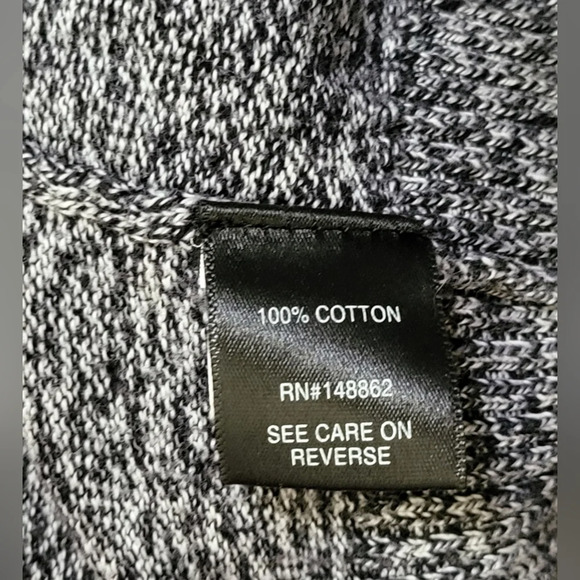 100% COTTON
RN#148862
SEE CARE ON
REVERSE